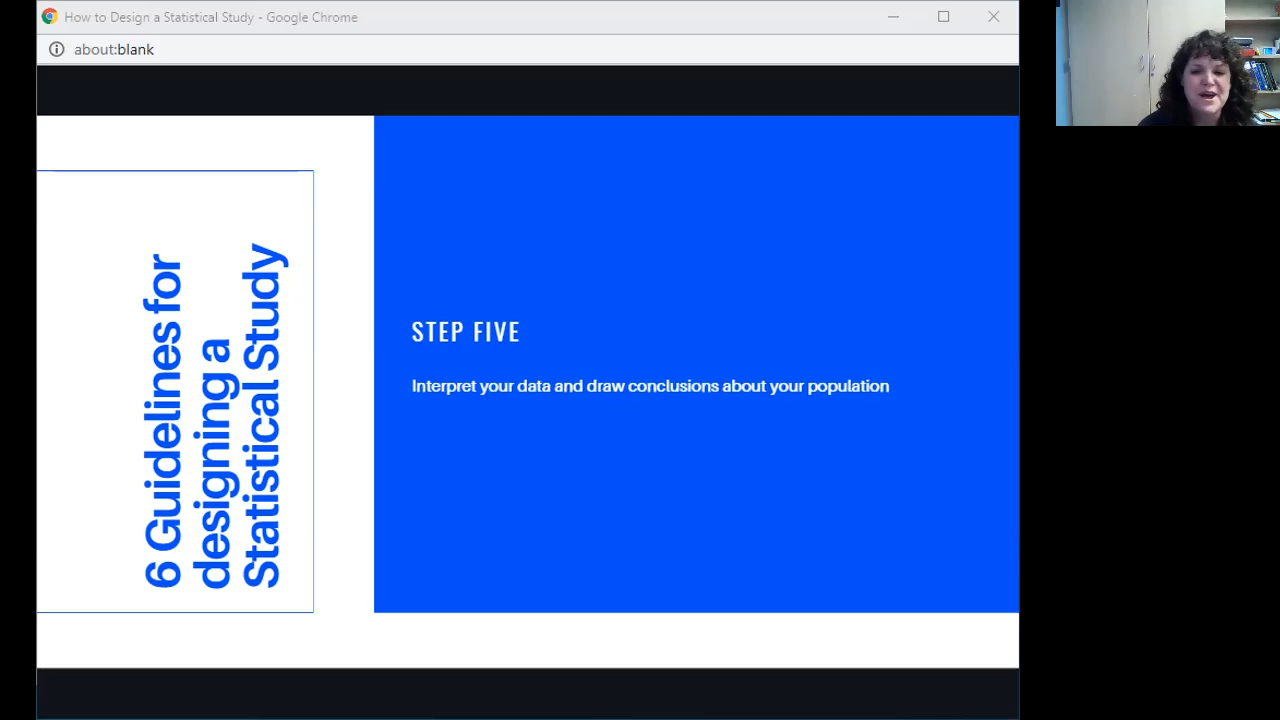 How to Design a Statistical Study - Google Chrome
about:blank
6 Guidelines for
designing a
Statistical Study
STEP FIVE
Interpret your data and draw conclusions about your population